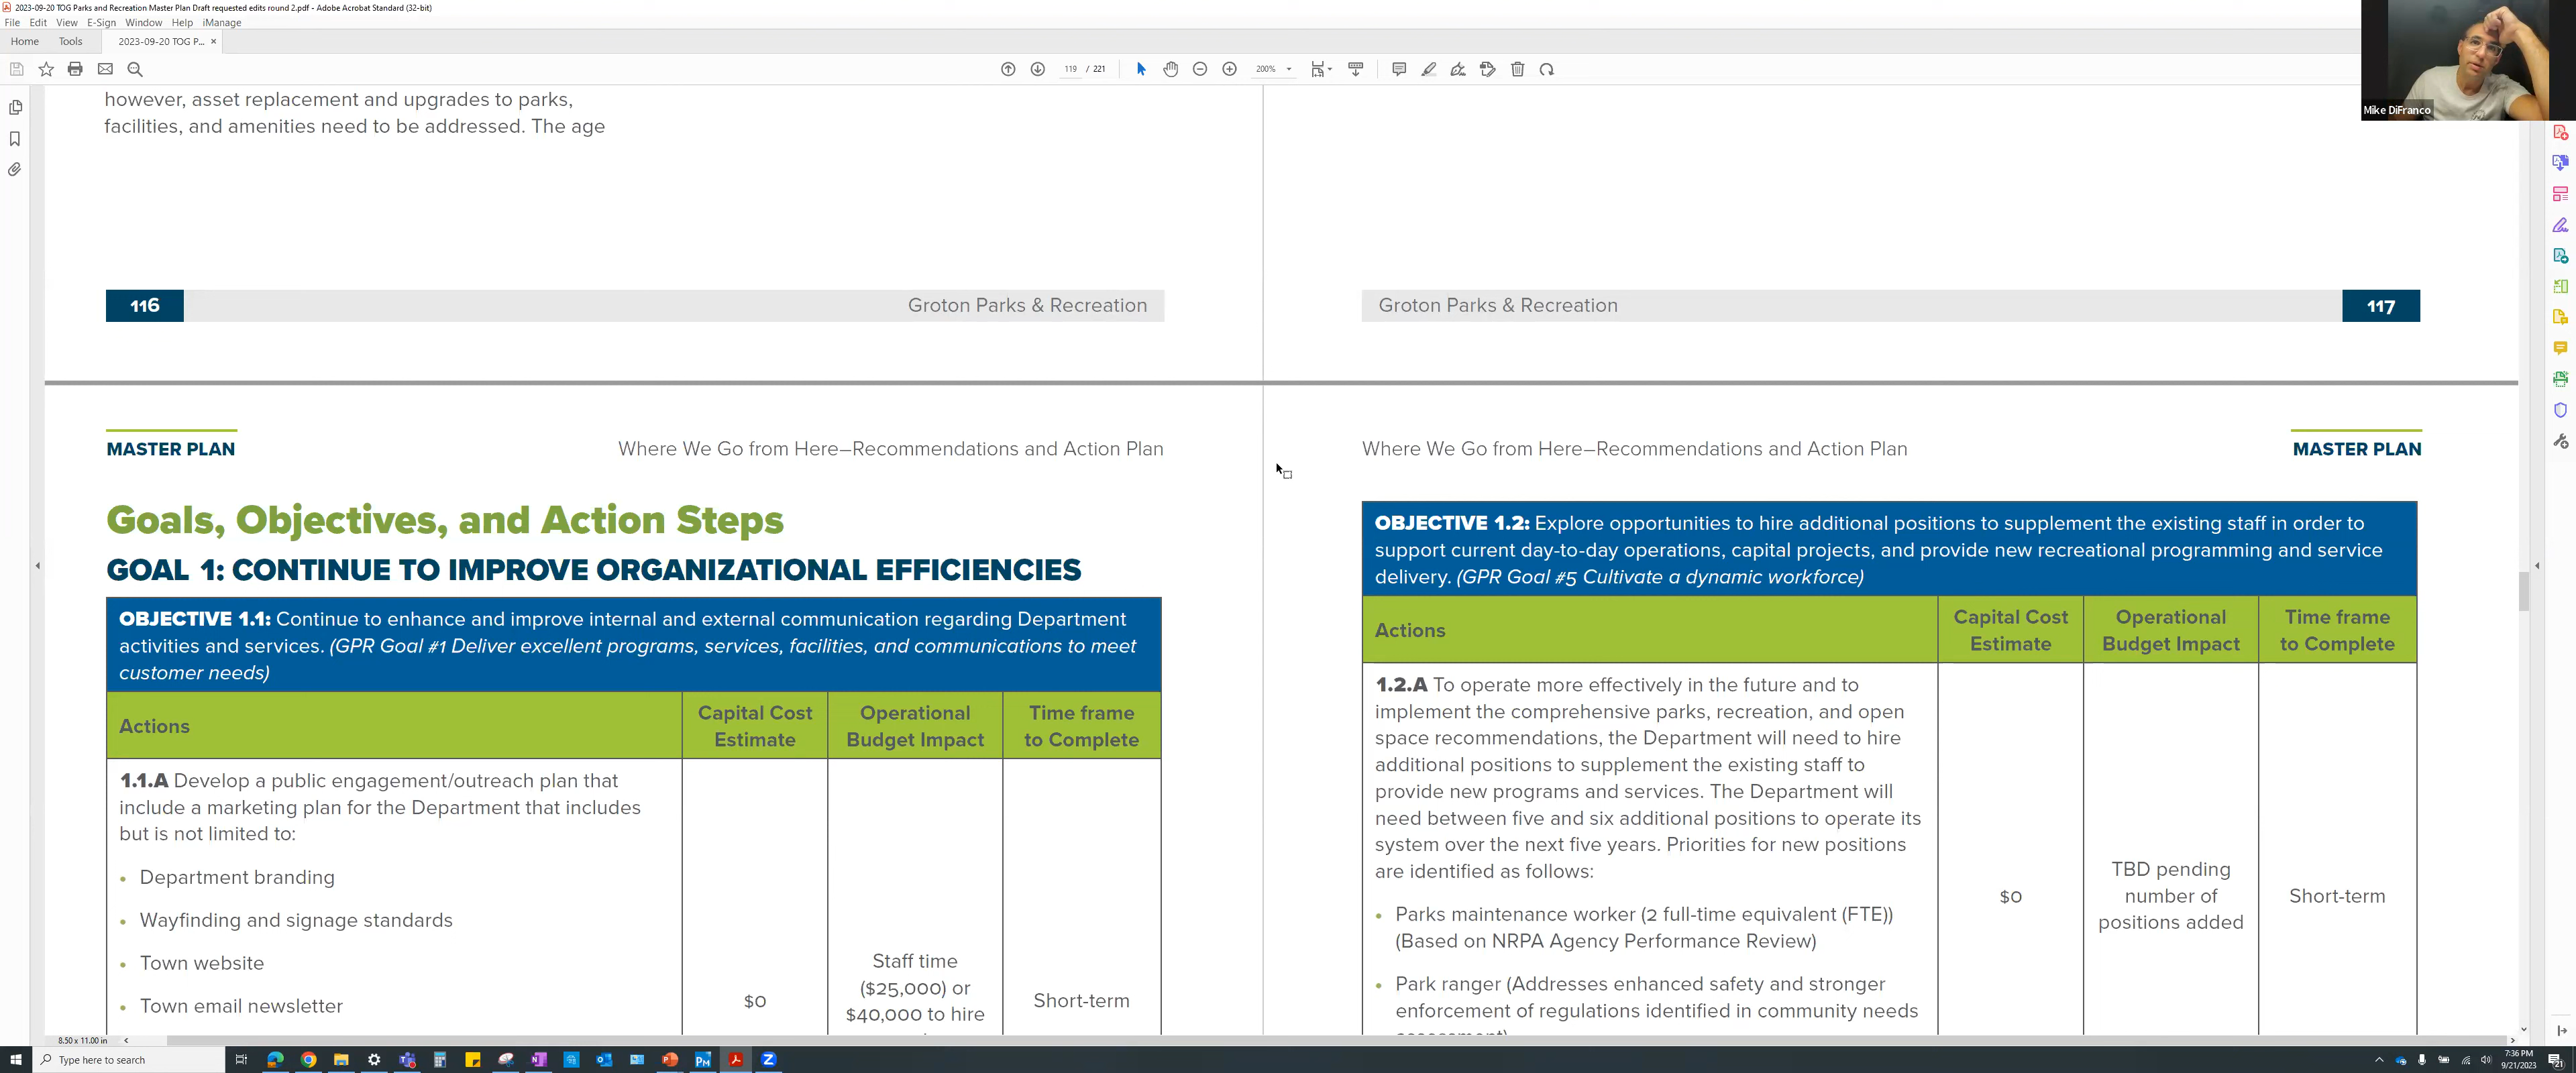 2023-09-20 TOG Parks and Recreation Master Plan Draft requested edits round 2.pdf - Adobe Acrobat Standard (32-bit)
File Edit View E-Sign Window Help iManage
Home Tools 2023-09-20 TOG P... ×
119 / 221 200%
Mike DiFranco
however, asset replacement and upgrades to parks,
facilities, and amenities need to be addressed. The age
116 Groton Parks & Recreation
Groton Parks & Recreation 117
MASTER PLAN Where We Go from Here—Recommendations and Action Plan
Goals, Objectives, and Action Steps
GOAL 1: CONTINUE TO IMPROVE ORGANIZATIONAL EFFICIENCIES
OBJECTIVE 1.1: Continue to enhance and improve internal and external communication regarding Department
activities and services. (GPR Goal #1 Deliver excellent programs, services, facilities, and communications to meet
customer needs)
Actions
Capital Cost
Estimate
Operational
Budget Impact
Time frame
to Complete
1.1.A Develop a public engagement/outreach plan that
include a marketing plan for the Department that includes
but is not limited to:
• Department branding
• Wayfinding and signage standards
• Town website
• Town email newsletter
$0
Staff time
($25,000) or
$40,000 to hire
Short-term
Where We Go from Here—Recommendations and Action Plan MASTER PLAN
OBJECTIVE 1.2: Explore opportunities to hire additional positions to supplement the existing staff in order to
support current day-to-day operations, capital projects, and provide new recreational programming and service
delivery. (GPR Goal #5 Cultivate a dynamic workforce)
Actions
Capital Cost
Estimate
Operational
Budget Impact
Time frame
to Complete
1.2.A To operate more effectively in the future and to
implement the comprehensive parks, recreation, and open
space recommendations, the Department will need to hire
additional positions to supplement the existing staff to
provide new programs and services. The Department will
need between five and six additional positions to operate its
system over the next five years. Priorities for new positions
are identified as follows:
• Parks maintenance worker (2 full-time equivalent (FTE))
(Based on NRPA Agency Performance Review)
• Park ranger (Addresses enhanced safety and stronger
enforcement of regulations identified in community needs
$0
TBD pending
number of
positions added
Short-term
8.50 x 11.00 in
Type here to search
7:36 PM
9/21/2023